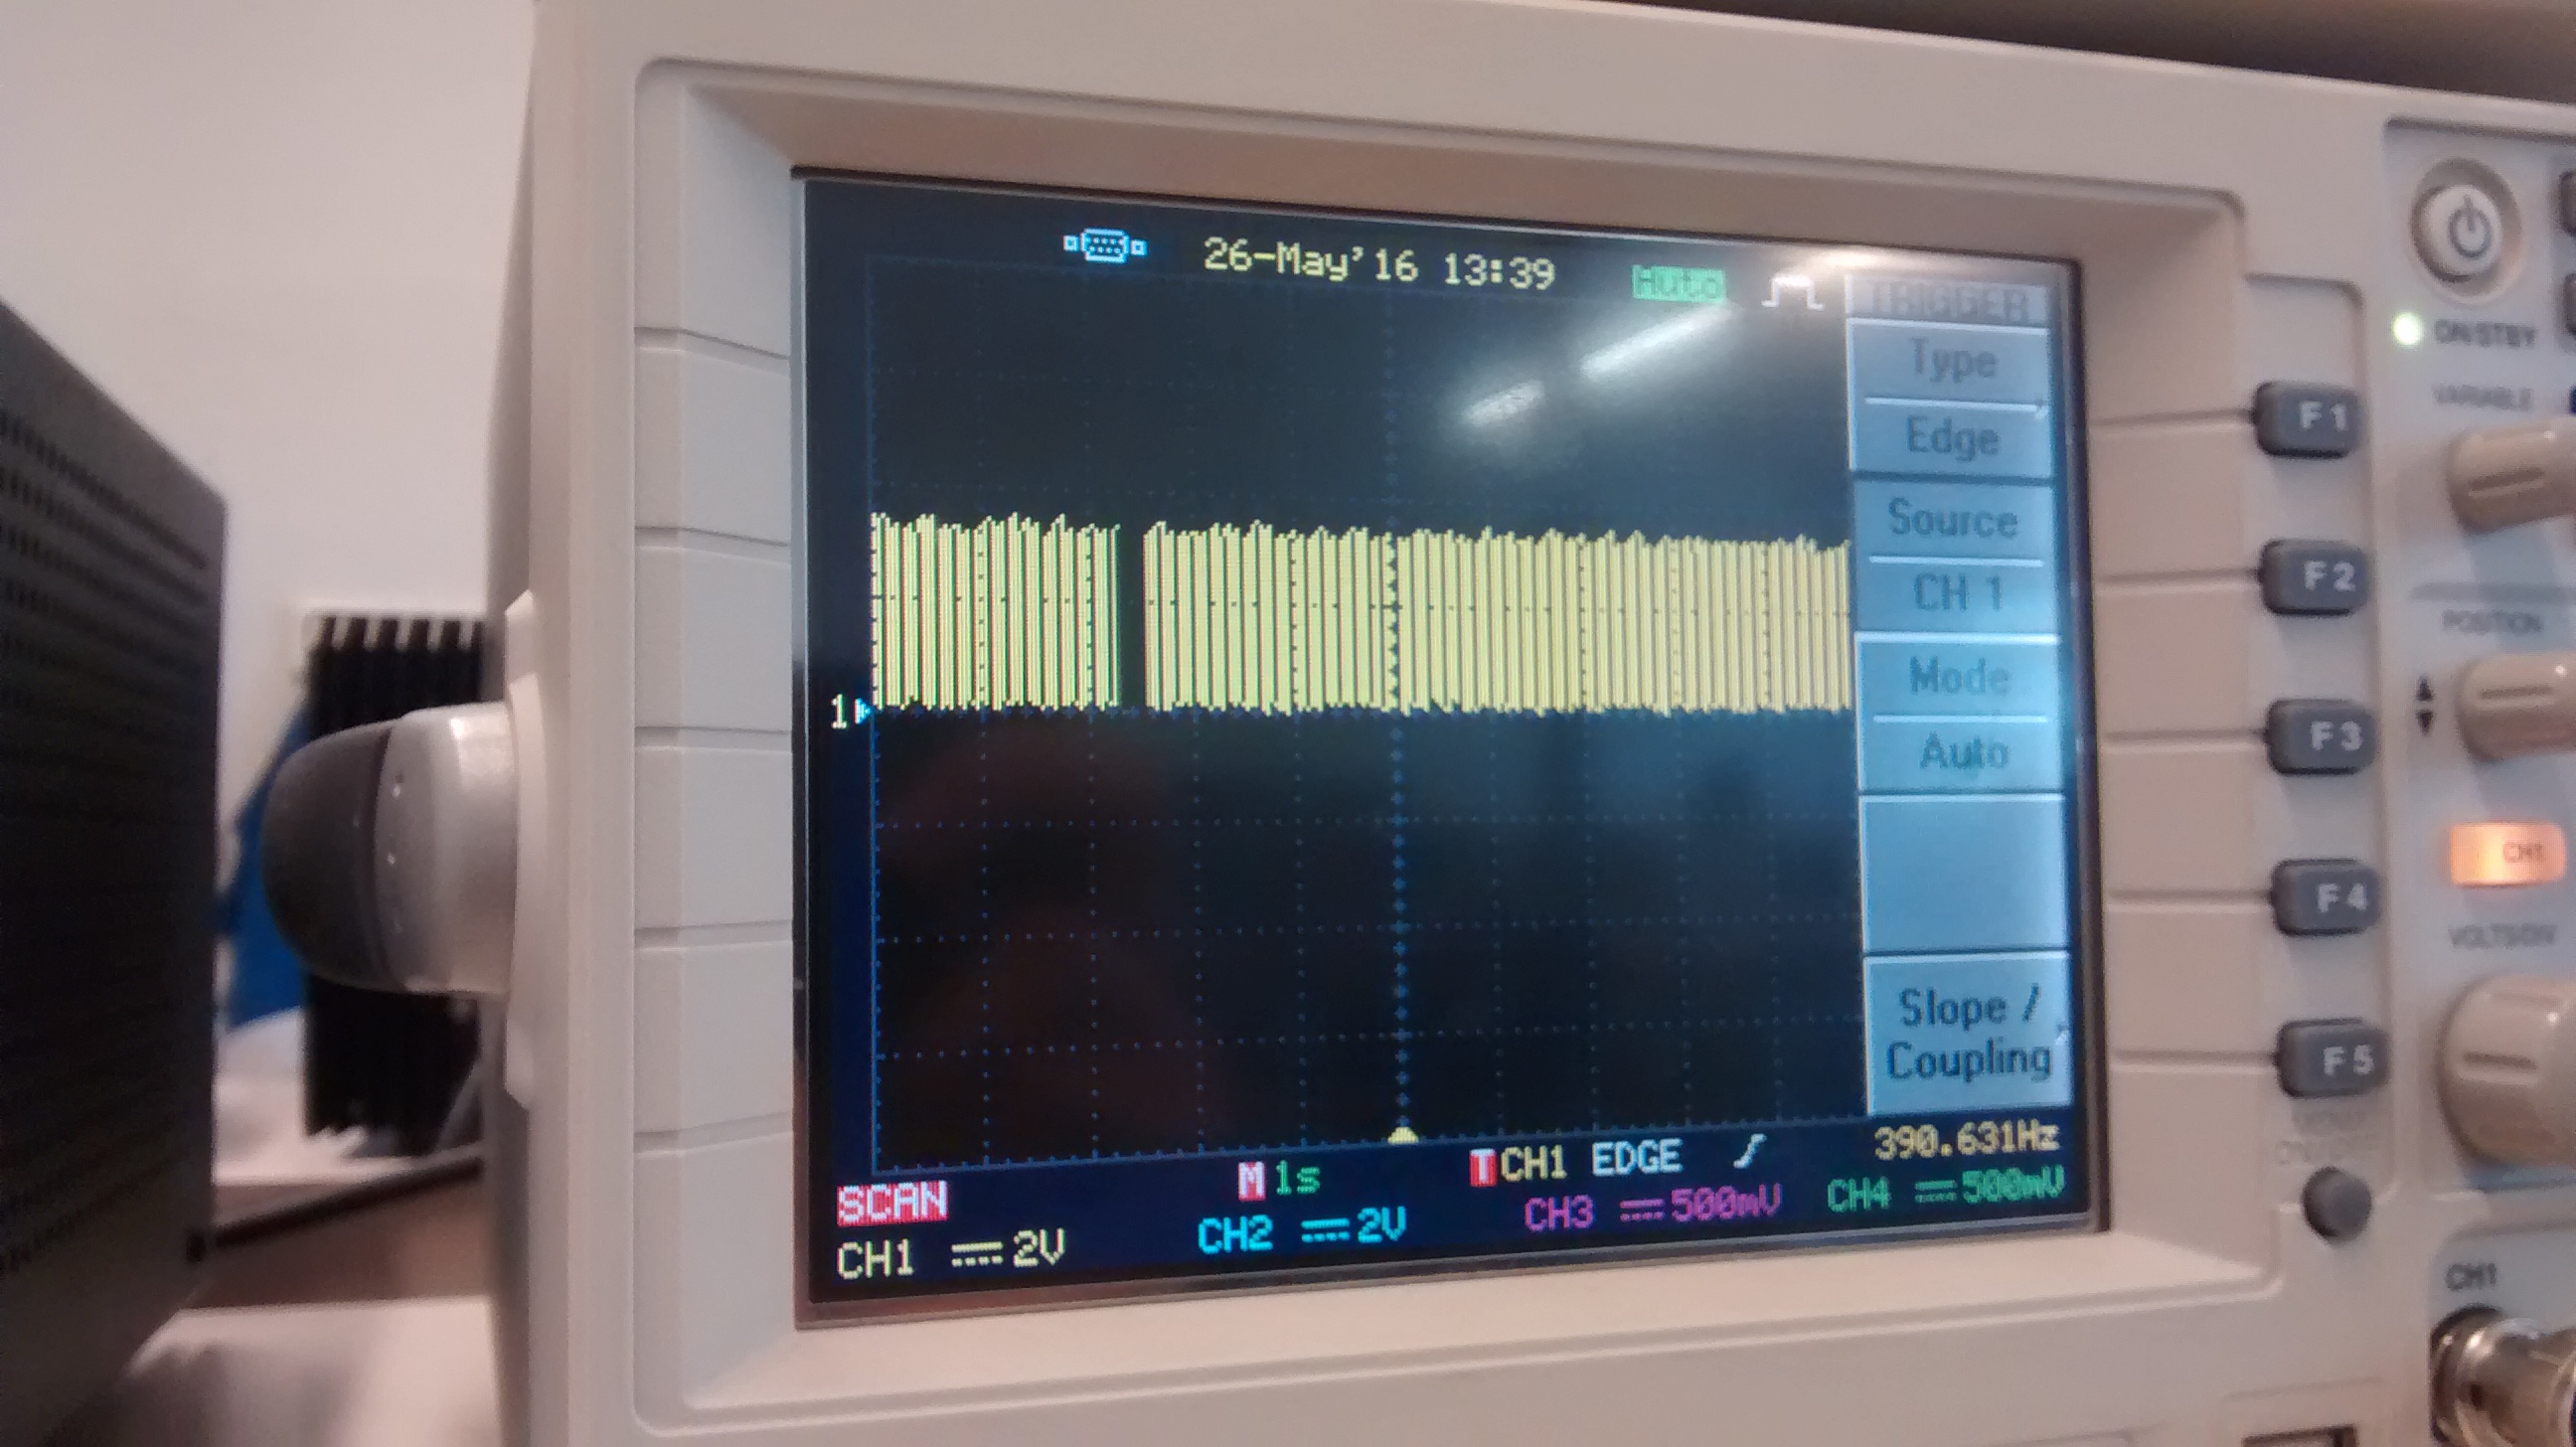 26-May'16 13:39 Auto
TRIGGER
Type
Edge
Source
CH 1
Mode
Auto
Slope /
Coupling
1
SCAN
M 1s
T CH1 EDGE
390.631Hz
CH1 2V
CH2 2V
CH3 500mV
CH4 500mV
F1
F2
F3
F4
F5
ON/STBY
VARIABLE
POSITION
CH1
VOLTS/DIV
CH1